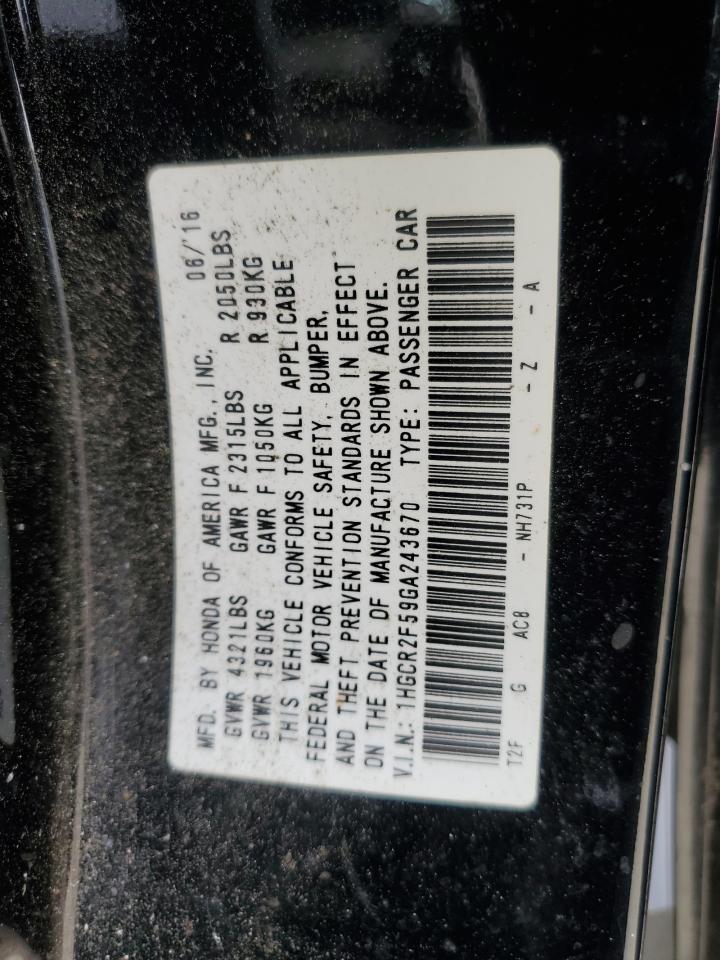 MFD. BY HONDA OF AMERICA MFG., INC. 06/'16
GVWR 4321LBS GAWR F 2315LBS R 2050LBS
GVWR 1960KG GAWR F 1050KG R 930KG
THIS VEHICLE CONFORMS TO ALL APPLICABLE
FEDERAL MOTOR VEHICLE SAFETY, BUMPER,
AND THEFT PREVENTION STANDARDS IN EFFECT
ON THE DATE OF MANUFACTURE SHOWN ABOVE.
V.I.N.: 1HGCR2F59GA243670 TYPE: PASSENGER CAR
T2F G AC8 - NH731P - Z - A